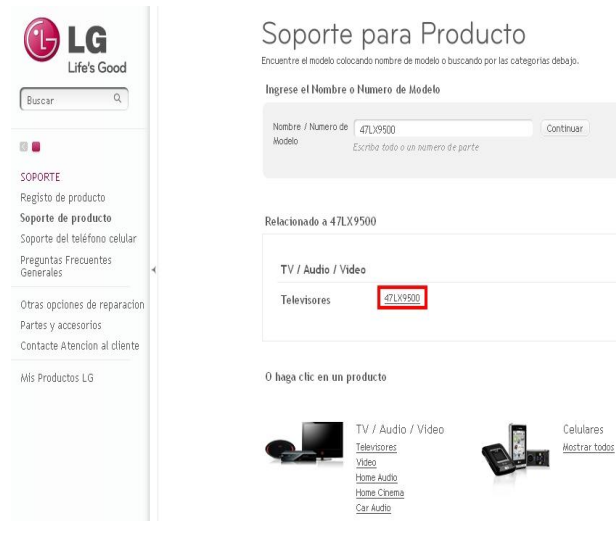 LG
Life's Good
Buscar
SOPORTE
Registo de producto
Soporte de producto
Soporte del teléfono celular
Preguntas Frecuentes
Generales
Otras opciones de reparacion
Partes y accesorios
Contacte Atencion al cliente
Mis Productos LG
Soporte para Producto
Encuentre el modelo colocando nombre de modelo o buscando por las categorias debajo.
Ingrese el Nombre o Numero de Modelo
Nombre / Numero de
Modelo
47LX9500
Continuar
Escriba todo o un numero de parte
Relacionado a 47LX9500
TV / Audio / Video
Televisores
47LX9500
O haga clic en un producto
TV / Audio / Video
Televisores
Video
Home Audio
Home Cinema
Car Audio
Celulares
Mostrar todos